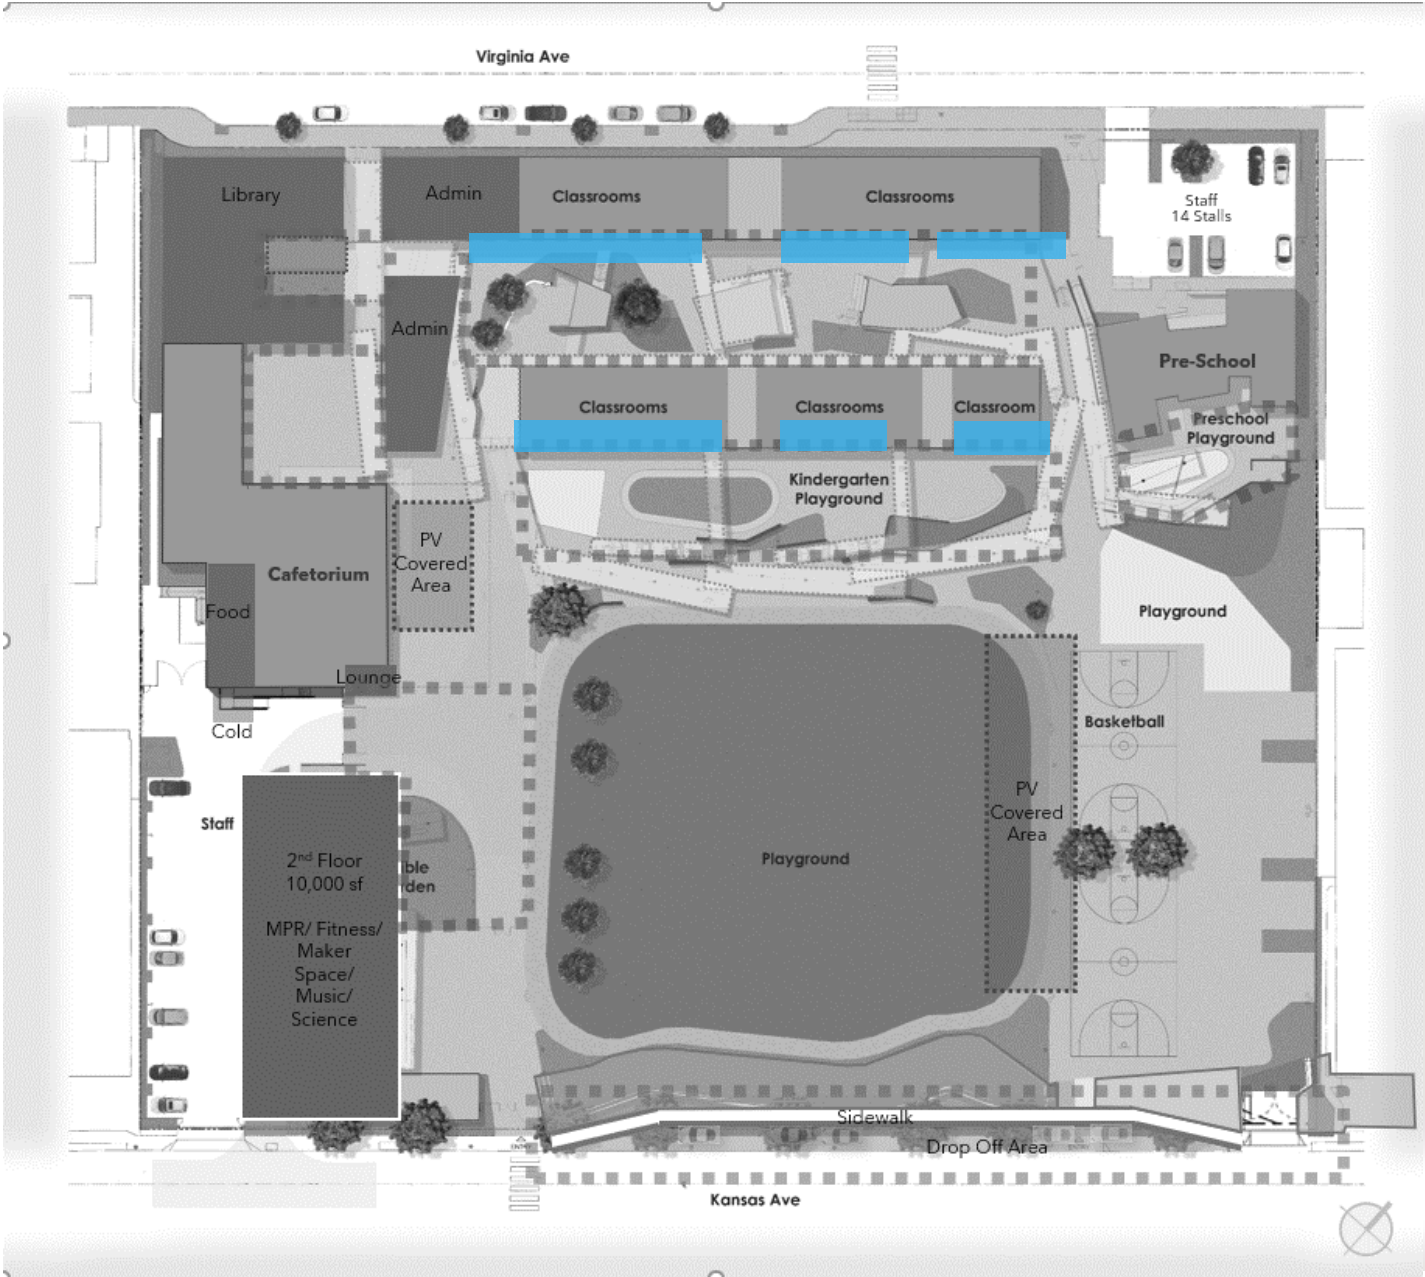 Virginia Ave
Library
Admin
Classrooms
Classrooms
Staff
14 Stalls
Admin
Pre-School
Classrooms
Classrooms
Classroom
Preschool
Playground
Kindergarten
Playground
PV
Covered
Area
Cafetorium
Food
Playground
Lounge
Cold
Basketball
PV
Covered
Area
Staff
2nd Floor
10,000 sf
MPR/ Fitness/
Maker
Space/
Music/
Science
ble
den
Playground
Sidewalk
Drop Off Area
Kansas Ave